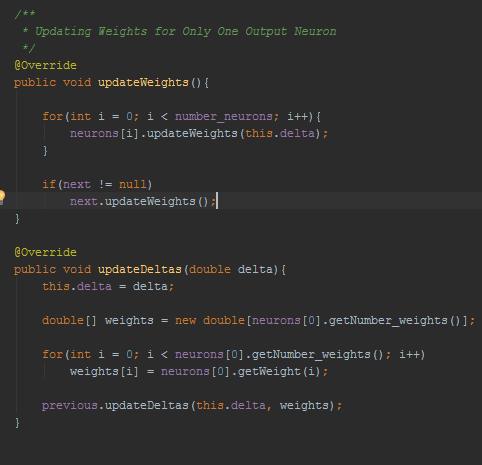 /**
 * Updating Weights for Only One Output Neuron
 */
@Override
public void updateWeights(){
for(int i = 0; i < number_neurons; i++){
neurons[i].updateWeights(this.delta);
}
if(next != null)
next.updateWeights();
}
@Override
public void updateDeltas(double delta){
this.delta = delta;
double[] weights = new double[neurons[0].getNumber_weights()];
for(int i = 0; i < neurons[0].getNumber_weights(); i++)
weights[i] = neurons[0].getWeight(i);
previous.updateDeltas(this.delta, weights);
}